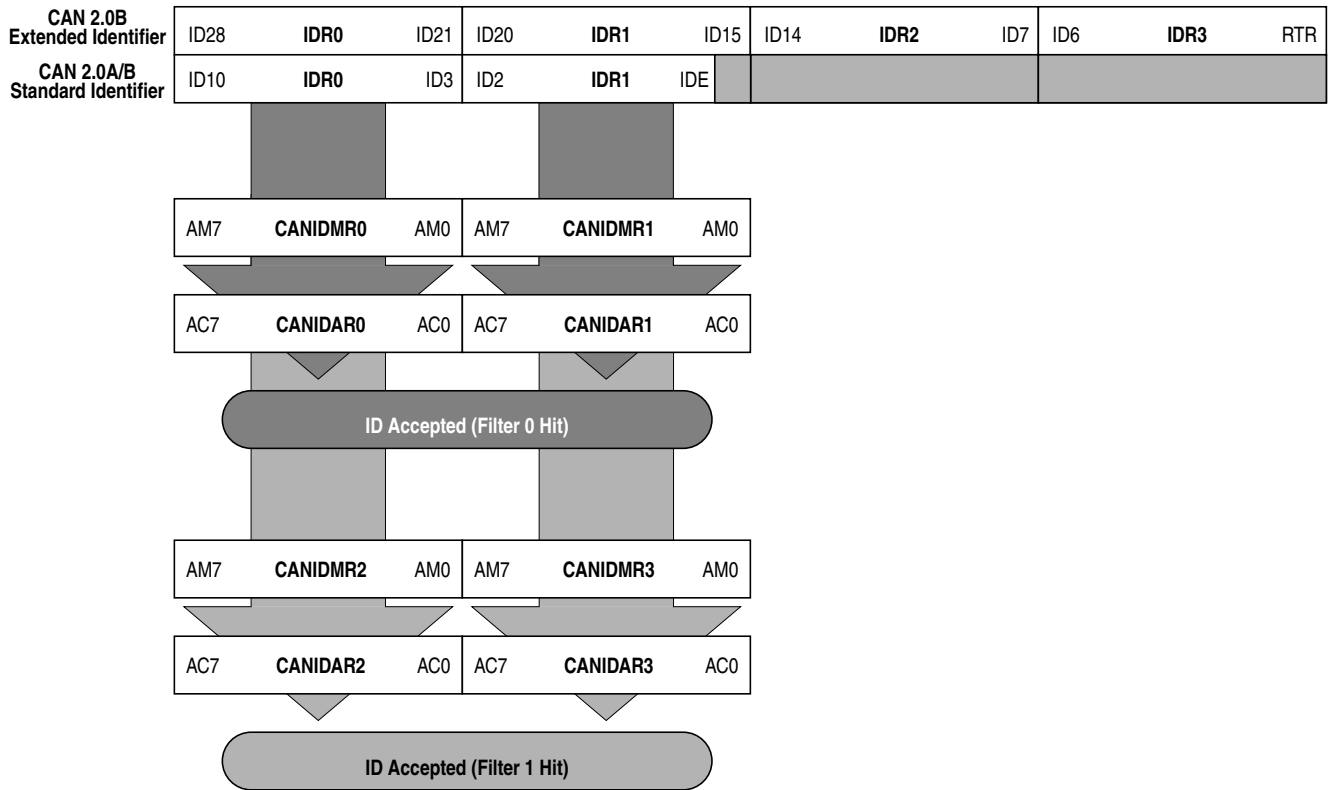 CAN 2.0B
Extended Identifier
ID28 IDR0 ID21 ID20 IDR1 ID15 ID14 IDR2 ID7 ID6 IDR3 RTR
CAN 2.0A/B
Standard Identifier
ID10 IDR0 ID3 ID2 IDR1 IDE
AM7 CANIDMR0 AM0 AM7 CANIDMR1 AM0
AC7 CANIDAR0 AC0 AC7 CANIDAR1 AC0
ID Accepted (Filter 0 Hit)
AM7 CANIDMR2 AM0 AM7 CANIDMR3 AM0
AC7 CANIDAR2 AC0 AC7 CANIDAR3 AC0
ID Accepted (Filter 1 Hit)